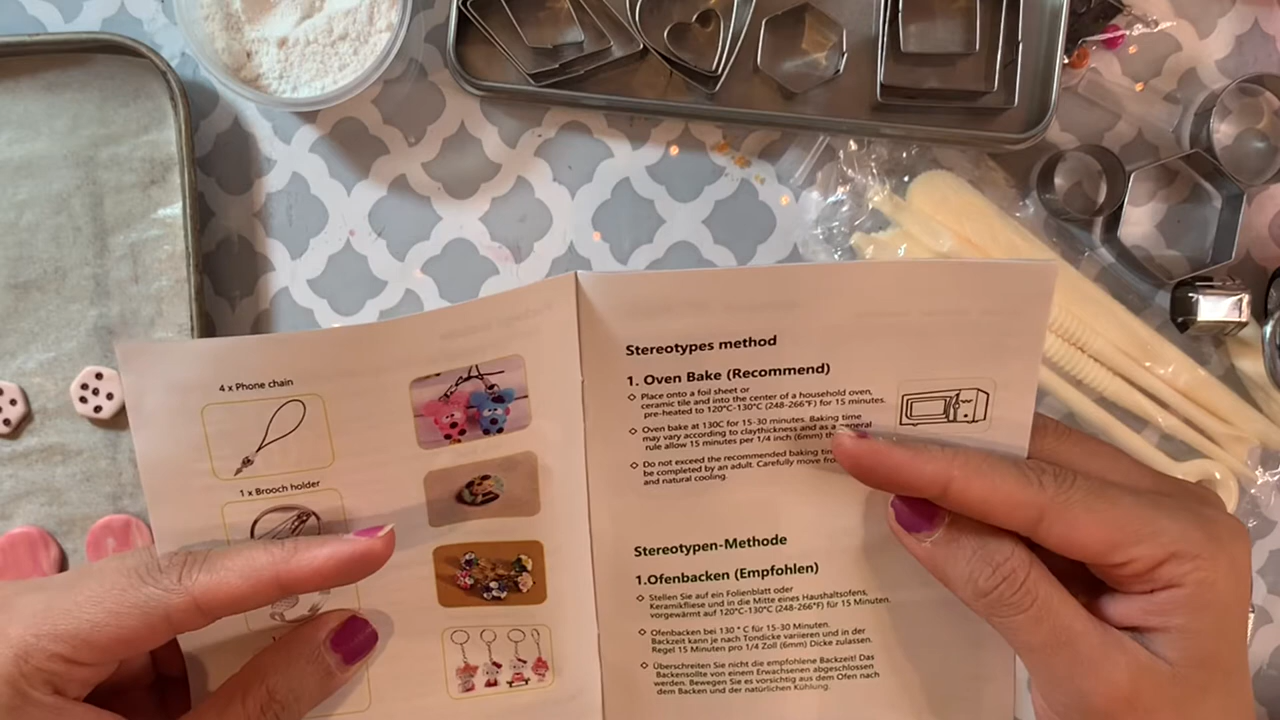 4 x Phone chain
1 x Brooch holder
Stereotypes method
1. Oven Bake (Recommend)
◇ Place onto a foil sheet or
ceramic tile and into the center of a household oven,
pre-heated to 120°C-130°C (248-266°F) for 15 minutes.
◇ Oven bake at 130C for 15-30 minutes. Baking time
may vary according to claythickness and as a general
rule allow 15 minutes per 1/4 inch (6mm)
◇ Do not exceed the recommended baking
be completed by an adult. Carefully move
and natural cooling.
Stereotypen-Methode
1.Ofenbacken (Empfohlen)
◇ Stellen Sie auf ein Folienblatt oder
Keramikfliese und in die Mitte eines Haushaltsofens,
vorgewärmt auf 120°C-130°C (248-266°F) für 15 Minuten.
◇ Ofenbacken bei 130 ° C für 15-30 Minuten.
Backzeit kann je nach Tondicke variieren und in der
Regel 15 Minuten pro 1/4 Zoll (6mm) Dicke zulassen.
◇ Überschreiten Sie nicht die empfohlene Backzeit! Das
Backensollte von einem Erwachsenen abgeschlossen
werden. Bewegen Sie es vorsichtig aus dem Ofen nach
dem Backen und der natürlichen Kühlung.